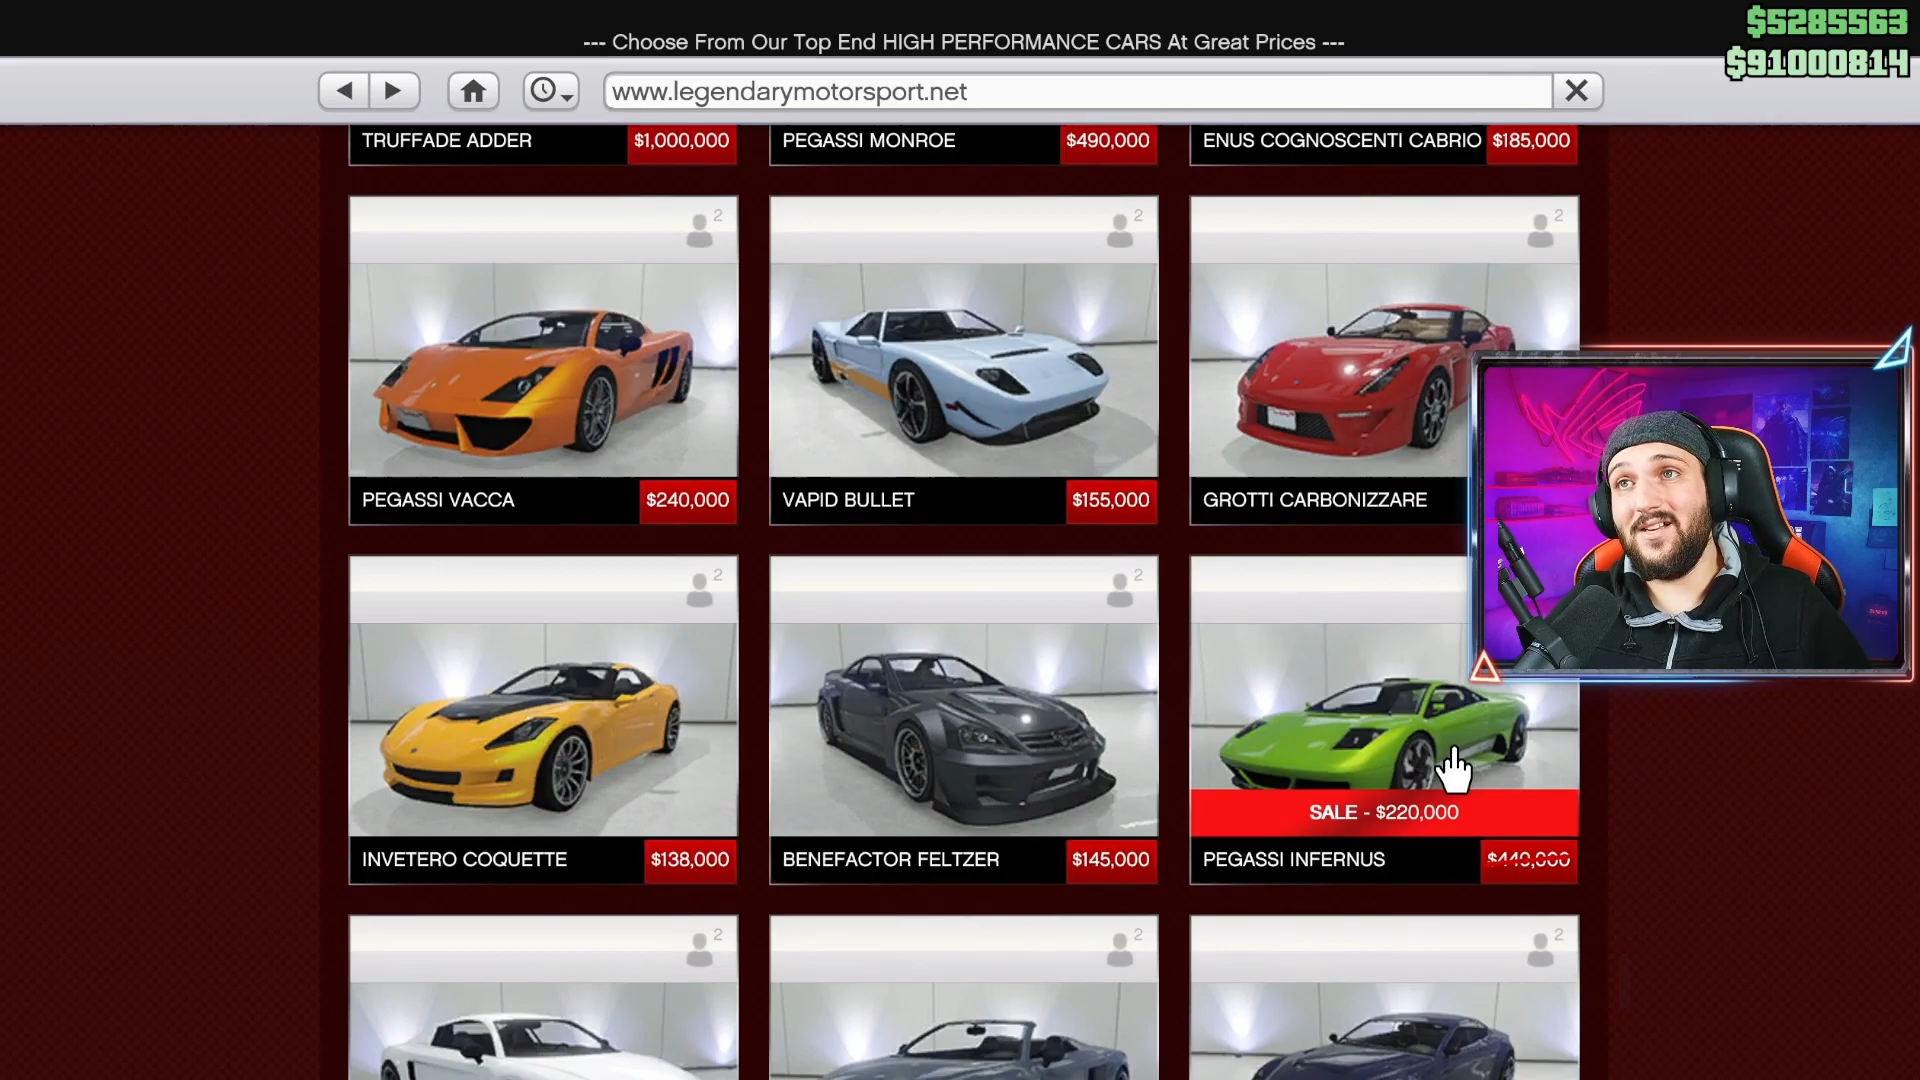 --- Choose From Our Top End HIGH PERFORMANCE CARS At Great Prices ---
$5285563
$91000814
www.legendarymotorsport.net
TRUFFADE ADDER $1,000,000
PEGASSI MONROE $490,000
ENUS COGNOSCENTI CABRIO $185,000
2
2
2
PEGASSI VACCA $240,000
VAPID BULLET $155,000
GROTTI CARBONIZZARE
2
2
SALE - $220,000
INVETERO COQUETTE $138,000
BENEFACTOR FELTZER $145,000
PEGASSI INFERNUS $440,000
2
2
2